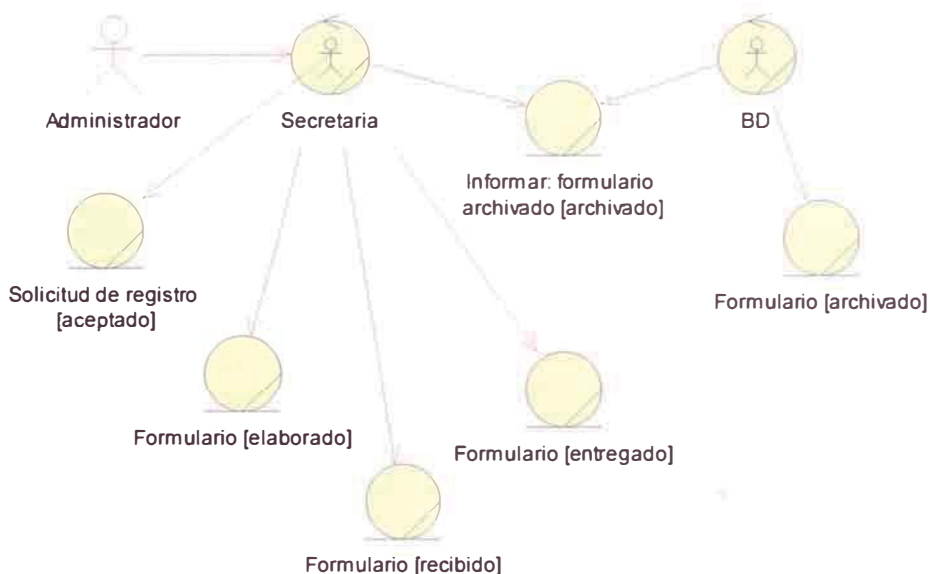 Administrador
Secretaria
BD
Informar: formulario
archivado [archivado]
Solicitud de registro
[aceptado]
Formulario [archivado]
Formulario [elaborado]
Formulario [entregado]
Formulario [recibido]